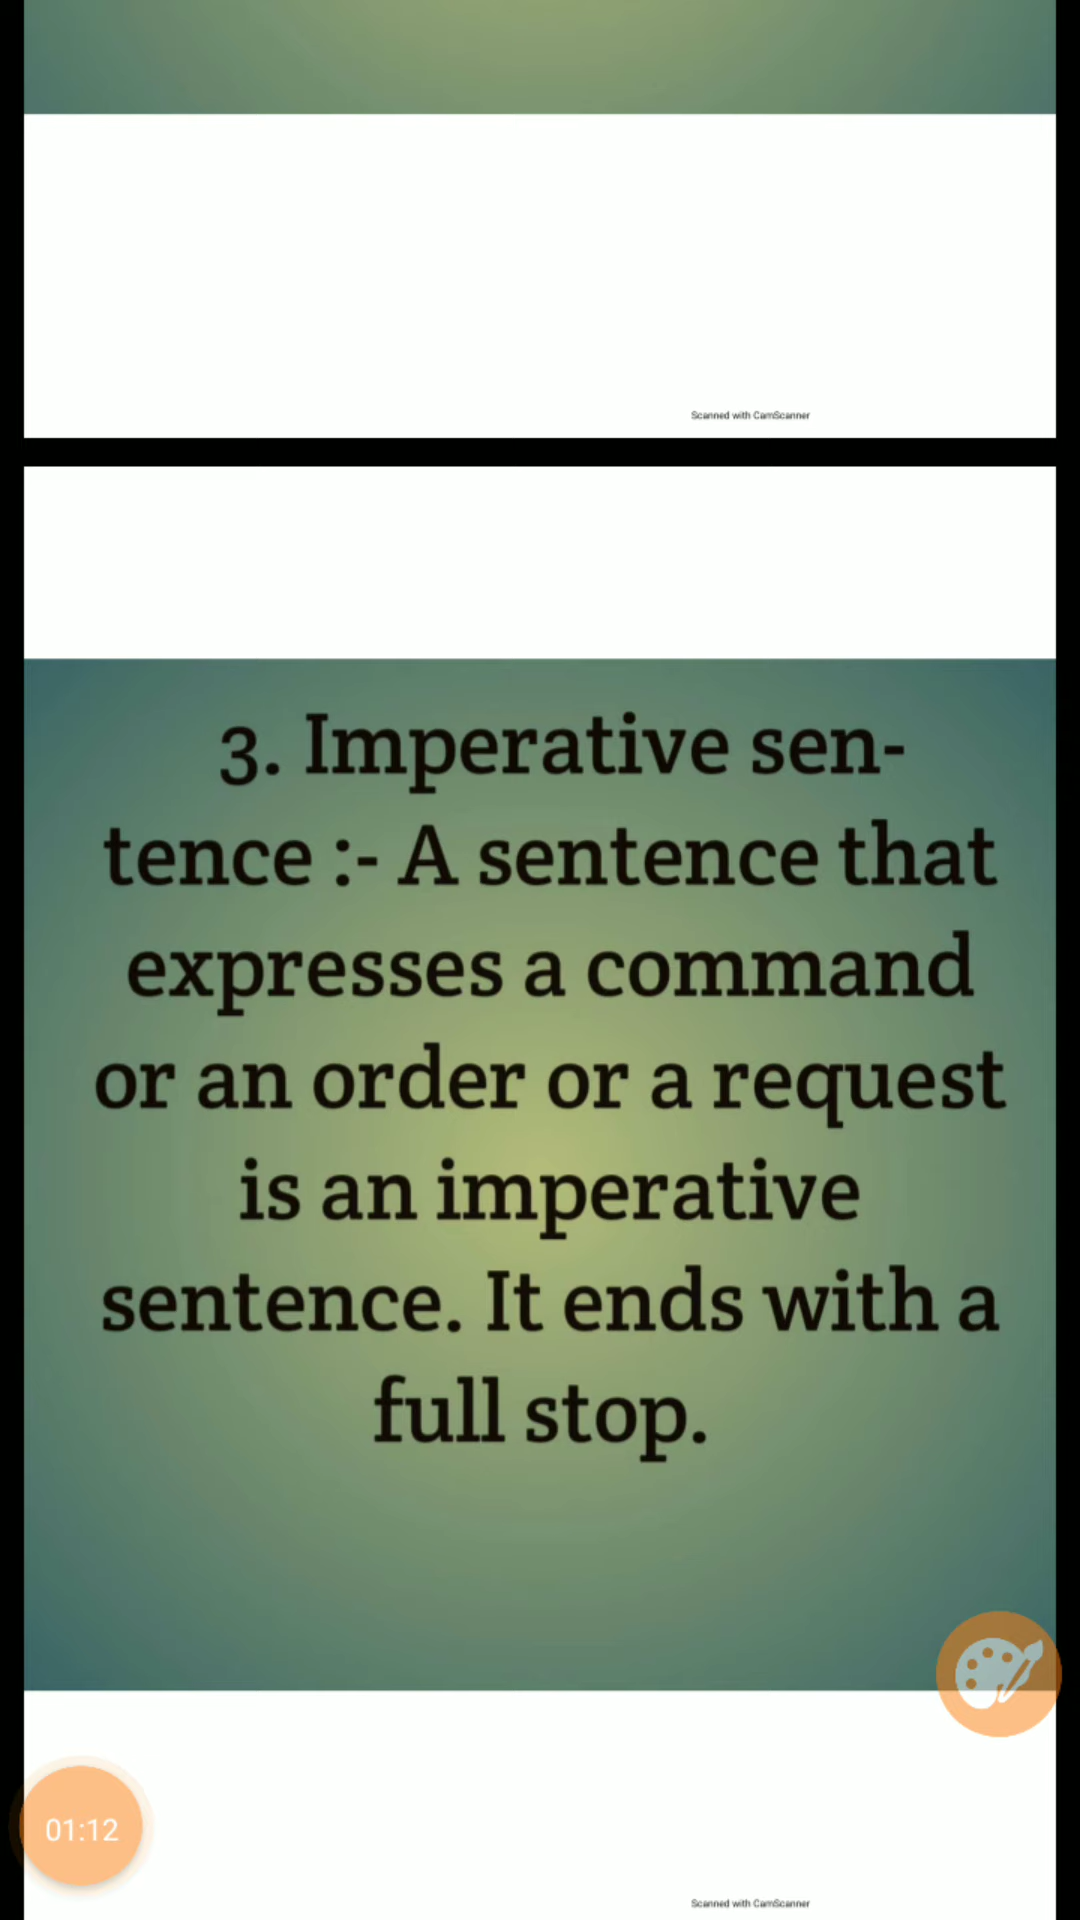 Scanned with CamScanner
3. Imperative sen-
tence :- A sentence that
expresses a command
or an order or a request
is an imperative
sentence. It ends with a
full stop.
01:12
Scanned with CamScanner